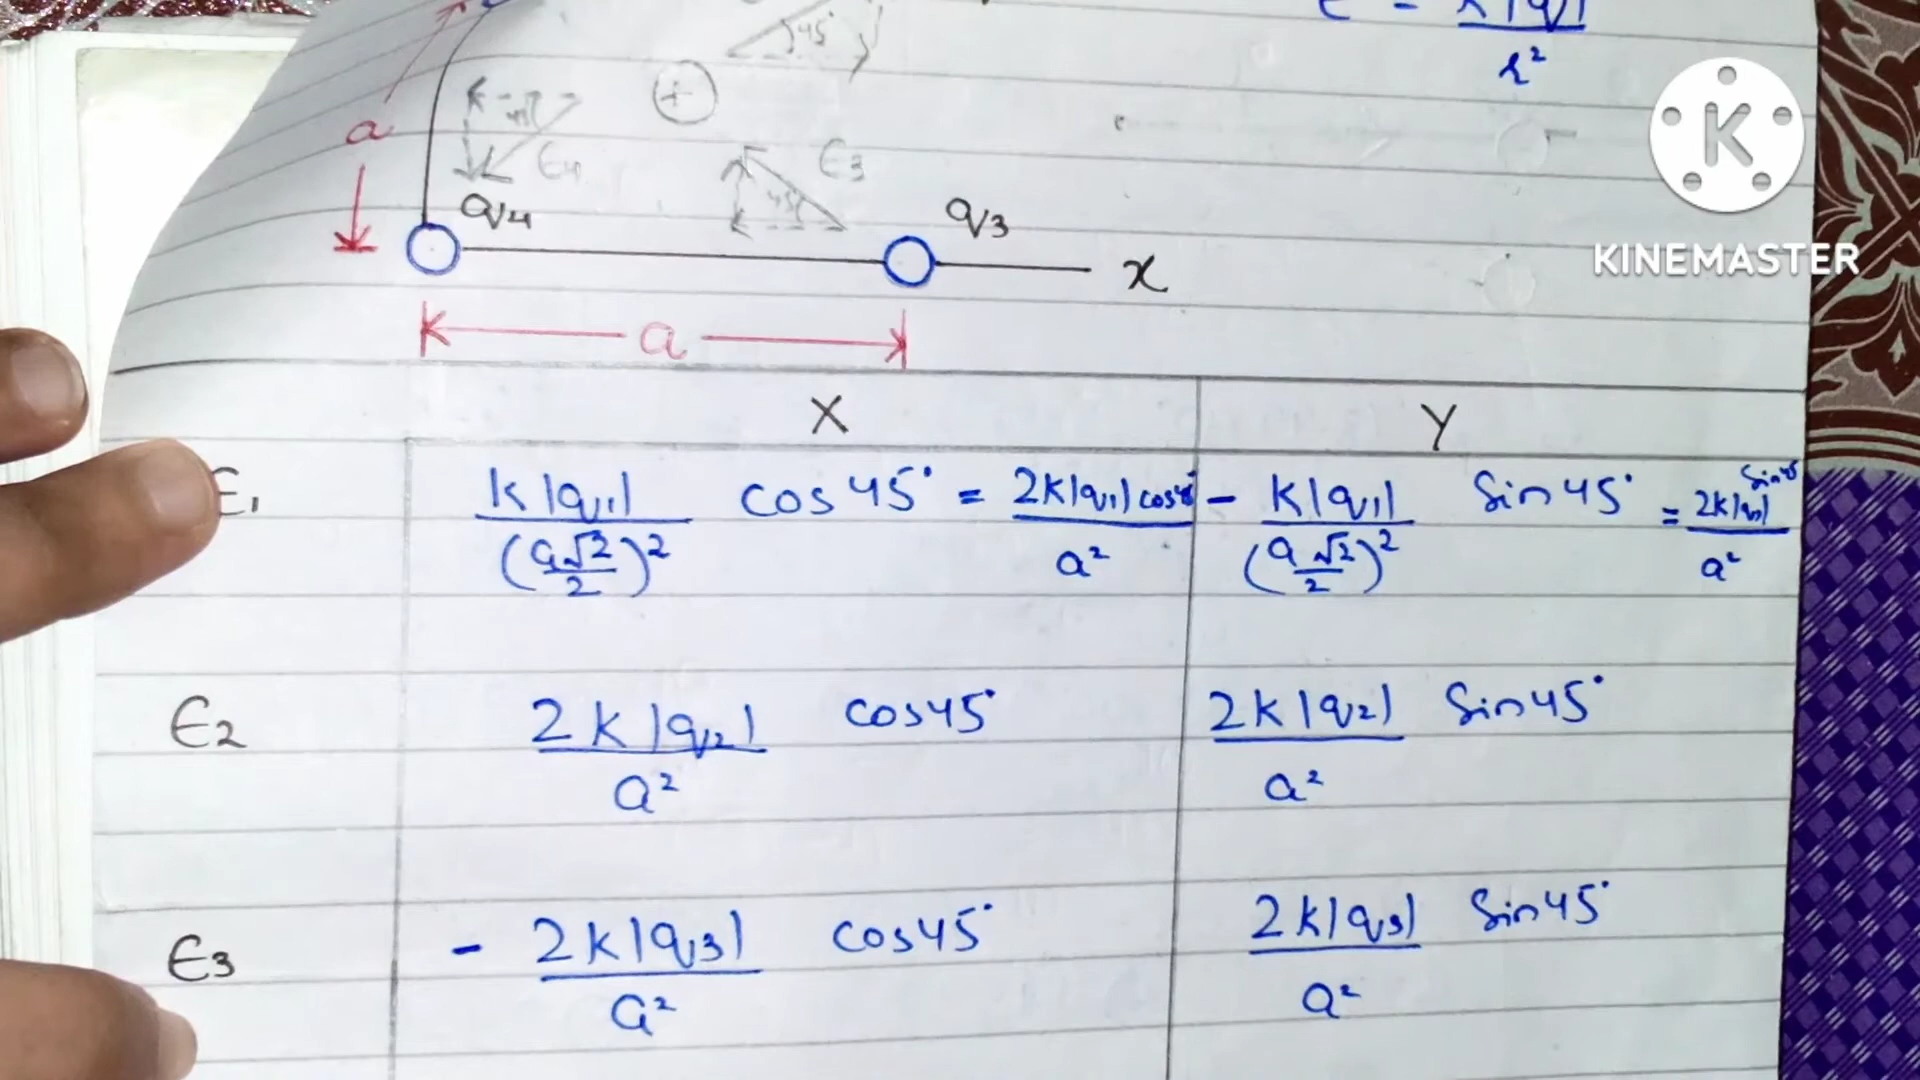 K|q1|
r²
45°
K
KINEMASTER
a
45
+
E4
E3
45
q4
q3
x
a
X Y
E1 K|q1| / (a√2/2)² cos45° = 2K|q1| cos45° / a² - K|q1| / (a√2/2)² Sin45° = 2K|q1| Sin45 / a²
E2 2K|q2| / a² cos45° 2K|q2| / a² Sin45°
E3 - 2K|q3| / a² cos45° 2K|q3| / a² Sin45°